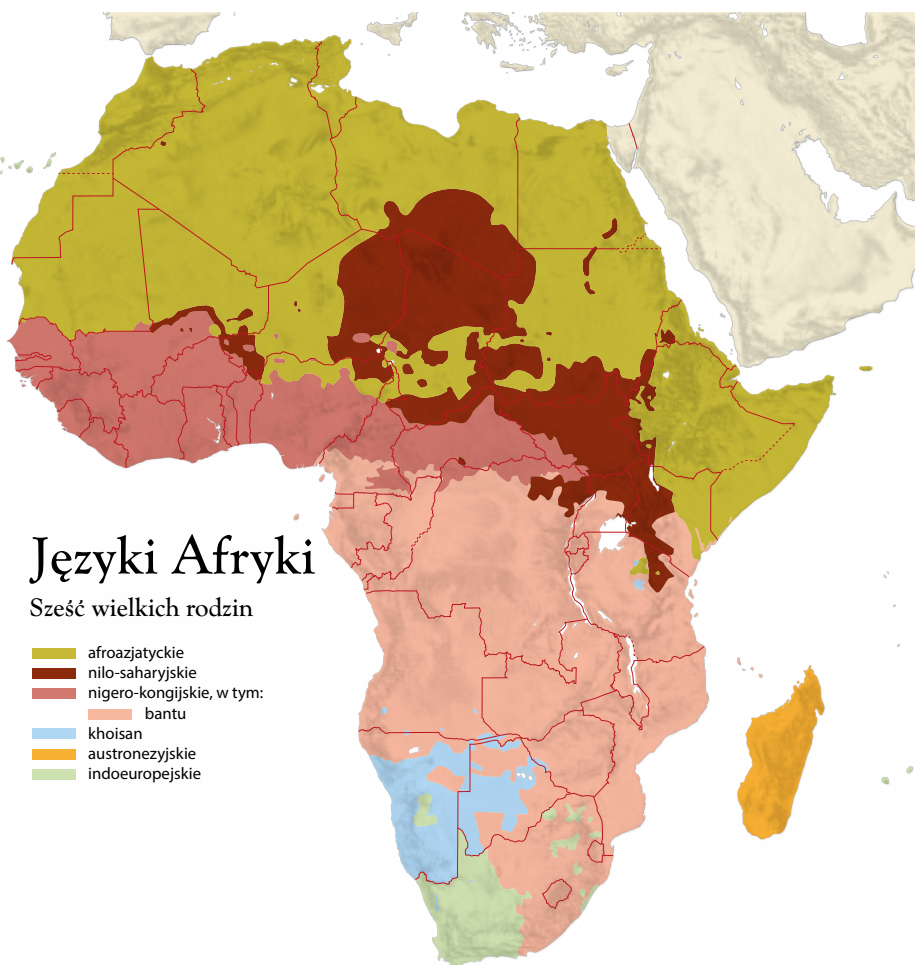 Języki Afryki
Sześć wielkich rodzin
afroazjatyckie
nilo-saharyjskie
nigero-kongijskie, w tym:
bantu
khoisan
austronezyjskie
indoeuropejskie